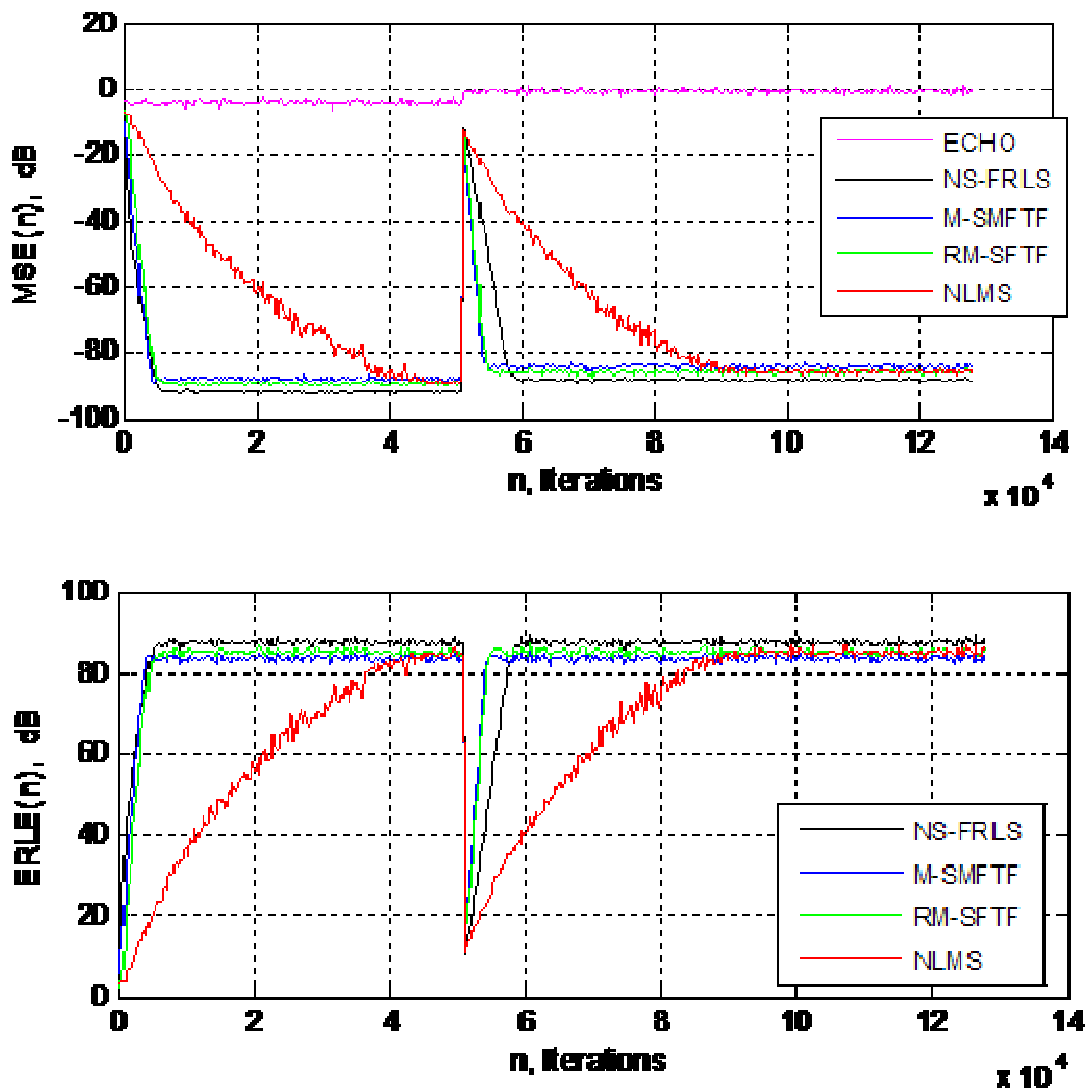 20
0
-20
-40
-60
-80
-100
MSE(n), dB
ECHO
NS-FRLS
M-SMFTF
RM-SFTF
NLMS
0 2 4 6 8 10 12 14
n, Iterations
x 10^4
100
80
60
40
20
0
ERLE(n), dB
NS-FRLS
M-SMFTF
RM-SFTF
NLMS
0 2 4 6 8 10 12 14
n, Iterations
x 10^4